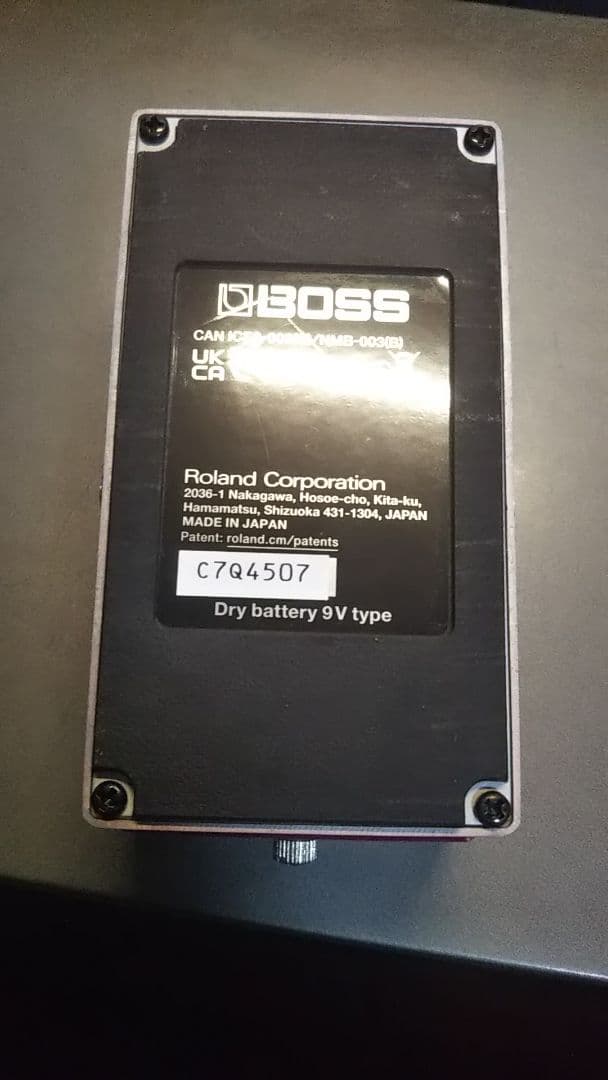 BOSS
CAN
UK
CA
Roland Corporation
2036-1 Nakagawa, Hosoe-cho, Kita-ku,
Hamamatsu, Shizuoka 431-1304, JAPAN
MADE IN JAPAN
Patent: roland.cm/patents
C7Q4507
Dry battery 9V type